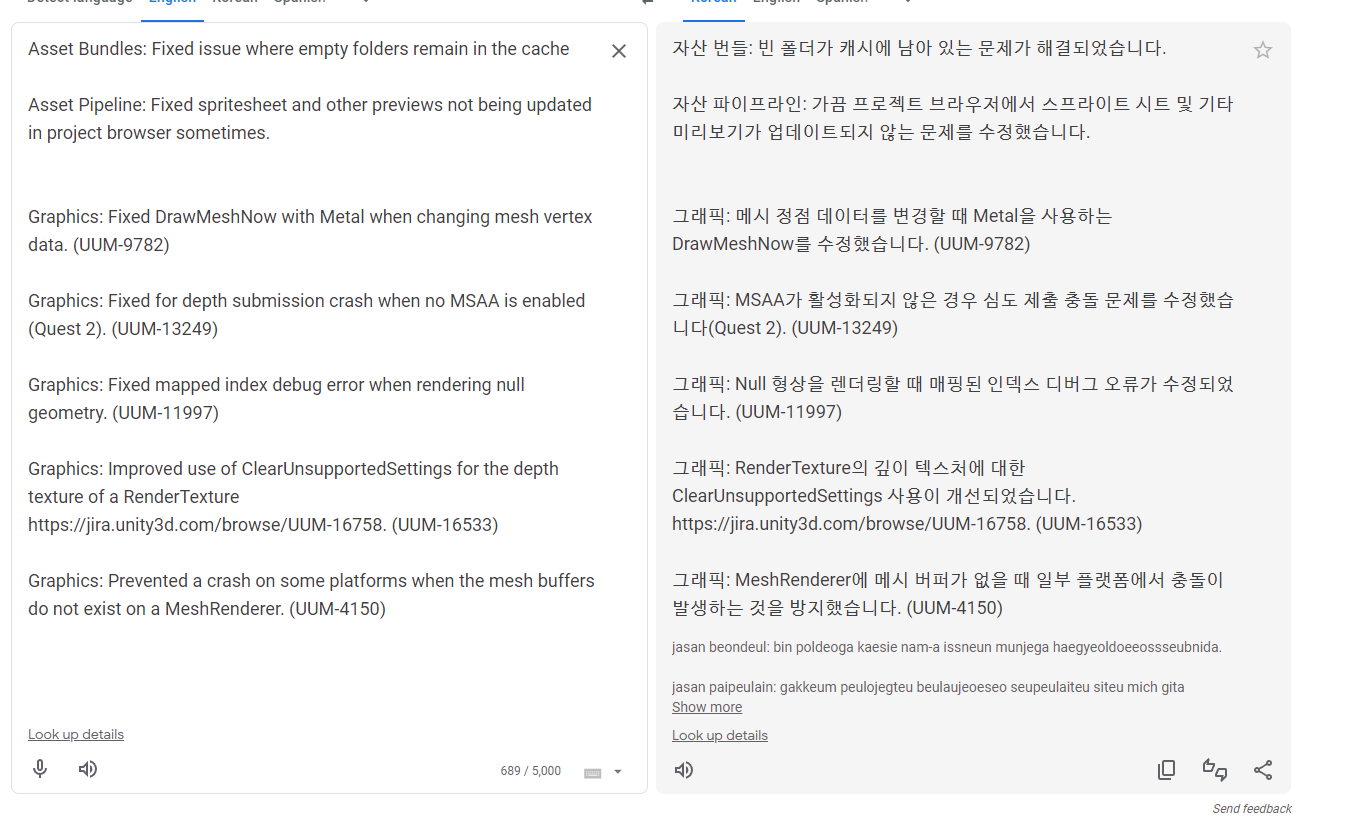 Detect language English Korean Spanish
Korean English Spanish
Asset Bundles: Fixed issue where empty folders remain in the cache
Asset Pipeline: Fixed spritesheet and other previews not being updated
in project browser sometimes.
Graphics: Fixed DrawMeshNow with Metal when changing mesh vertex
data. (UUM-9782)
Graphics: Fixed for depth submission crash when no MSAA is enabled
(Quest 2). (UUM-13249)
Graphics: Fixed mapped index debug error when rendering null
geometry. (UUM-11997)
Graphics: Improved use of ClearUnsupportedSettings for the depth
texture of a RenderTexture
https://jira.unity3d.com/browse/UUM-16758. (UUM-16533)
Graphics: Prevented a crash on some platforms when the mesh buffers
do not exist on a MeshRenderer. (UUM-4150)
Look up details
689 / 5,000
자산 번들: 빈 폴더가 캐시에 남아 있는 문제가 해결되었습니다.
자산 파이프라인: 가끔 프로젝트 브라우저에서 스프라이트 시트 및 기타
미리보기가 업데이트되지 않는 문제를 수정했습니다.
그래픽: 메시 정점 데이터를 변경할 때 Metal을 사용하는
DrawMeshNow를 수정했습니다. (UUM-9782)
그래픽: MSAA가 활성화되지 않은 경우 심도 제출 충돌 문제를 수정했습
니다(Quest 2). (UUM-13249)
그래픽: Null 형상을 렌더링할 때 매핑된 인덱스 디버그 오류가 수정되었
습니다. (UUM-11997)
그래픽: RenderTexture의 깊이 텍스처에 대한
ClearUnsupportedSettings 사용이 개선되었습니다.
https://jira.unity3d.com/browse/UUM-16758. (UUM-16533)
그래픽: MeshRenderer에 메시 버퍼가 없을 때 일부 플랫폼에서 충돌이
발생하는 것을 방지했습니다. (UUM-4150)
jasan beondeul: bin poldeoga kaesie nam-a issneun munjega haegyeoldoeeossseubnida.
jasan paipeulain: gakkeum peulojegteu beulaujeoeseo seupeulaiteu siteu mich gita
Show more
Look up details
Send feedback